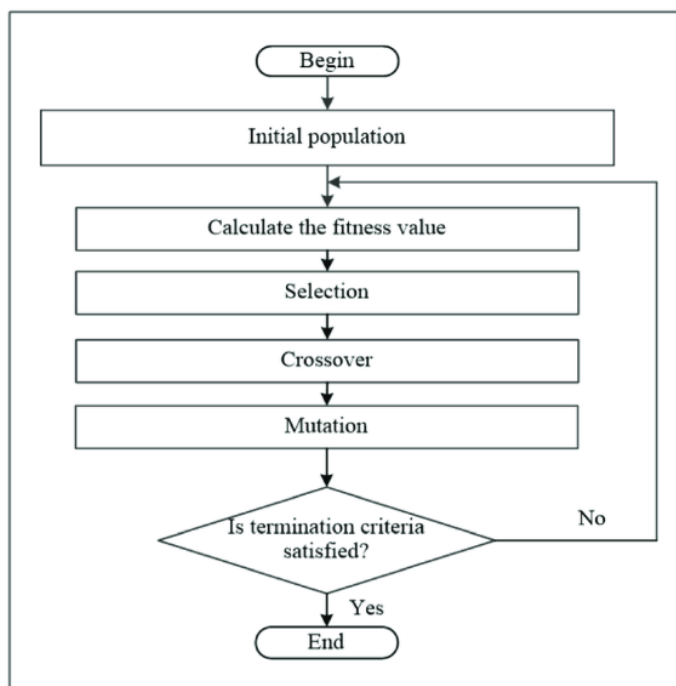 Begin
Initial population
Calculate the fitness value
Selection
Crossover
Mutation
Is termination criteria
satisfied?
No
Yes
End